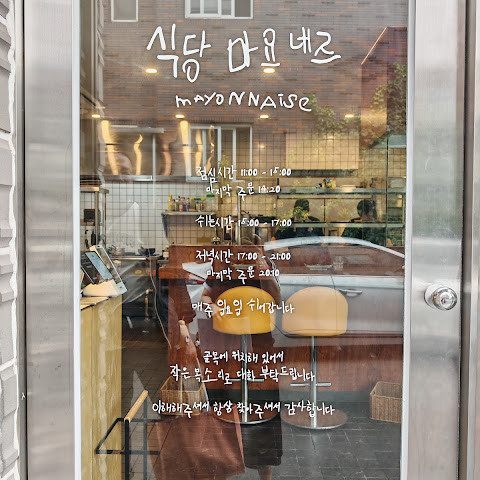 식당 마요네즈
MAYONNAISE
점심시간 11:00 - 15:00
마지막 주문 14:20
쉬는시간 15:00 - 17:00
저녁시간 17:00 - 21:00
마지막 주문 20:10
매주 일요일 쉬어갑니다
골목에 위치해 있어서
작은 목소리로 대화 부탁드립니다
이해해주셔서 항상 찾아주셔서 감사합니다